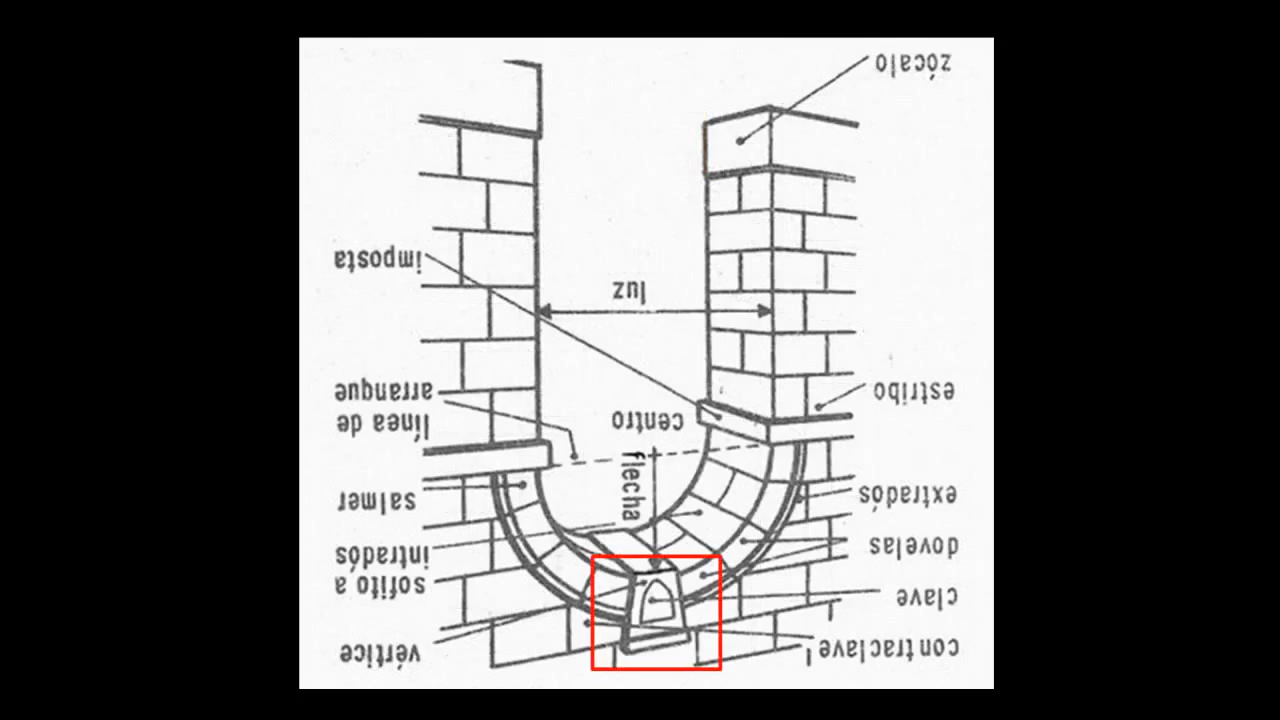 contraclave
vértice
clave
sofito a
intradós
dovelas
salmer
extradós
flecha
línea de
arranque
centro
estribo
luz
imposta
zócalo